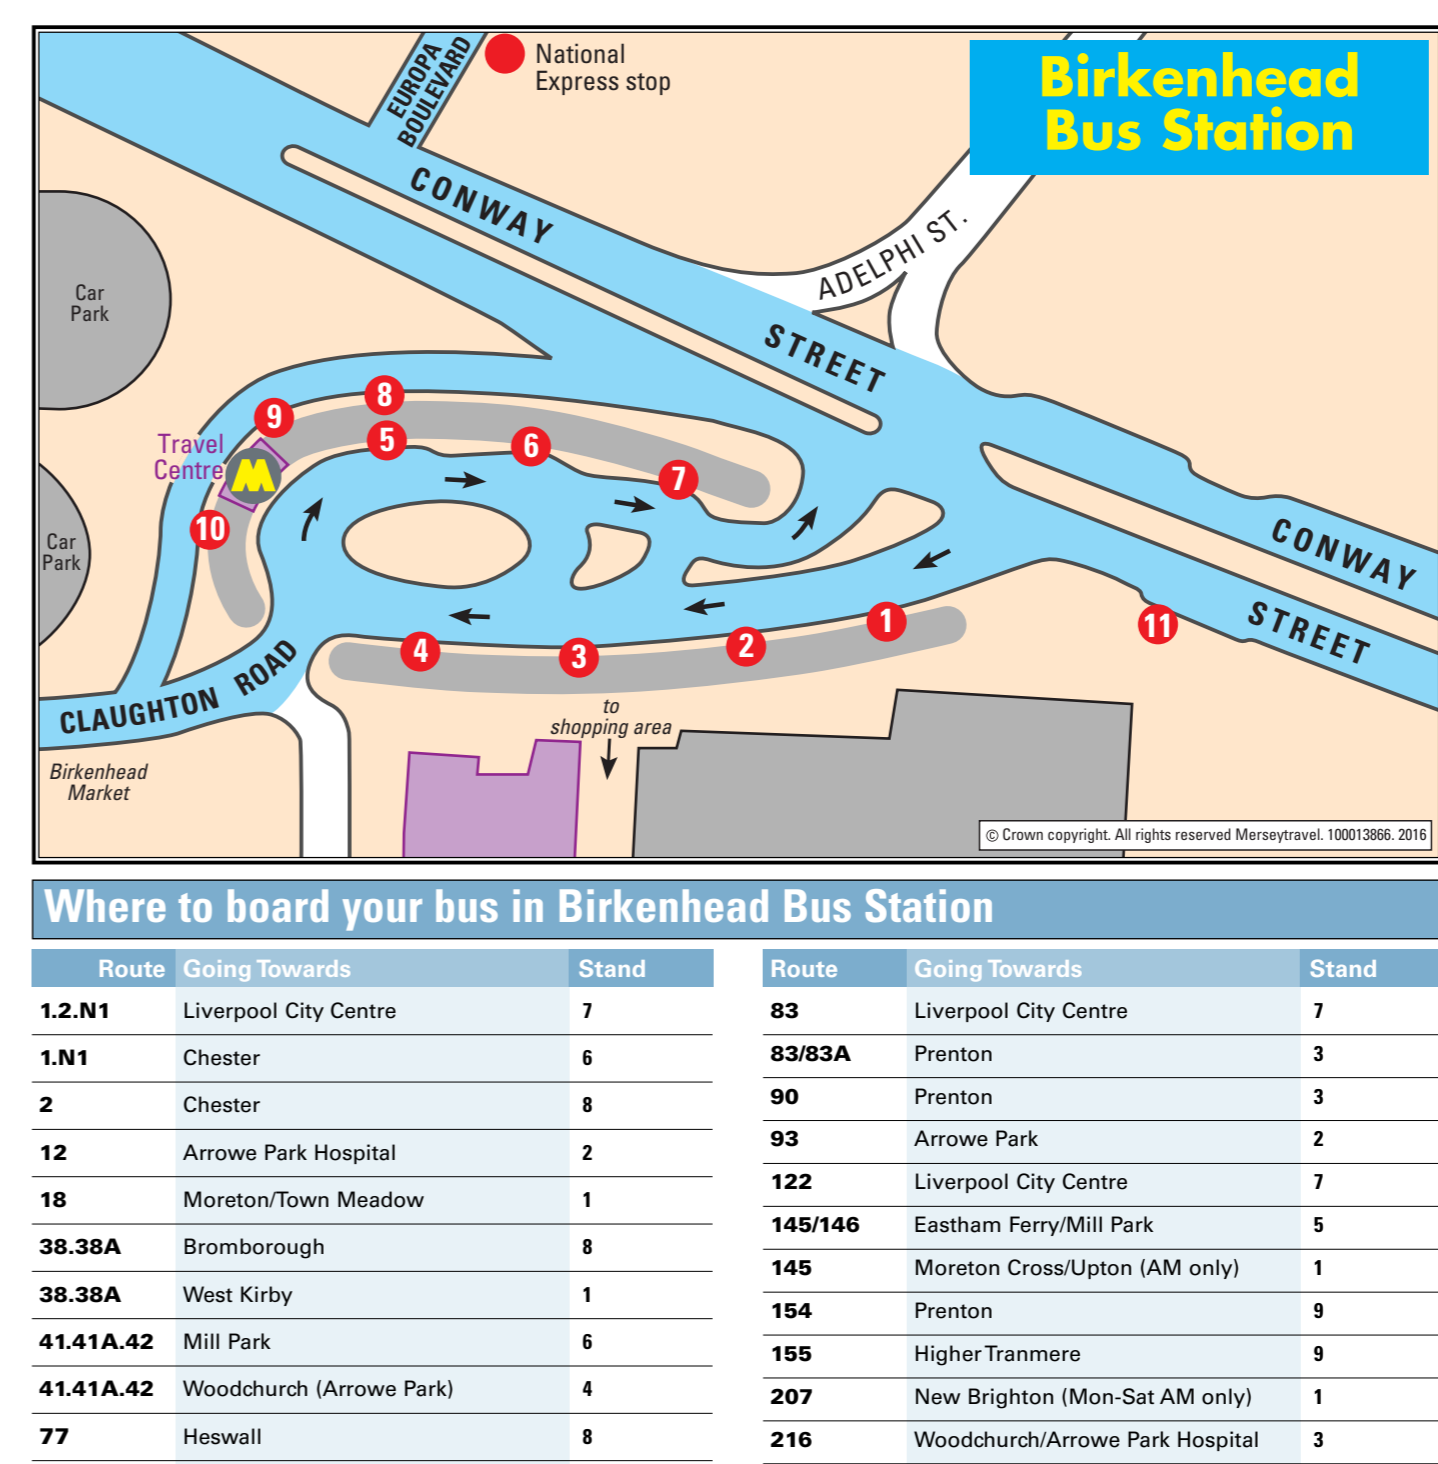 Birkenhead
Bus Station
National
Express stop
EUROPA
BOULEVARD
CONWAY
STREET
ADELPHI ST.
Car
Park
8
9
5
6
7
Travel
Centre
M
10
Car
Park
CONWAY
STREET
1
11
2
3
4
CLAUGHTON ROAD
to
shopping area
Birkenhead
Market
© Crown copyright. All rights reserved Merseytravel. 100013866. 2016
Where to board your bus in Birkenhead Bus Station
Route Going Towards Stand
1.2.N1 Liverpool City Centre 7
1.N1 Chester 6
2 Chester 8
12 Arrowe Park Hospital 2
18 Moreton/Town Meadow 1
38.38A Bromborough 8
38.38A West Kirby 1
41.41A.42 Mill Park 6
41.41A.42 Woodchurch (Arrowe Park) 4
77 Heswall 8
Route Going Towards Stand
83 Liverpool City Centre 7
83/83A Prenton 3
90 Prenton 3
93 Arrowe Park 2
122 Liverpool City Centre 7
145/146 Eastham Ferry/Mill Park 5
145 Moreton Cross/Upton (AM only) 1
154 Prenton 9
155 Higher Tranmere 9
207 New Brighton (Mon-Sat AM only) 1
216 Woodchurch/Arrowe Park Hospital 3